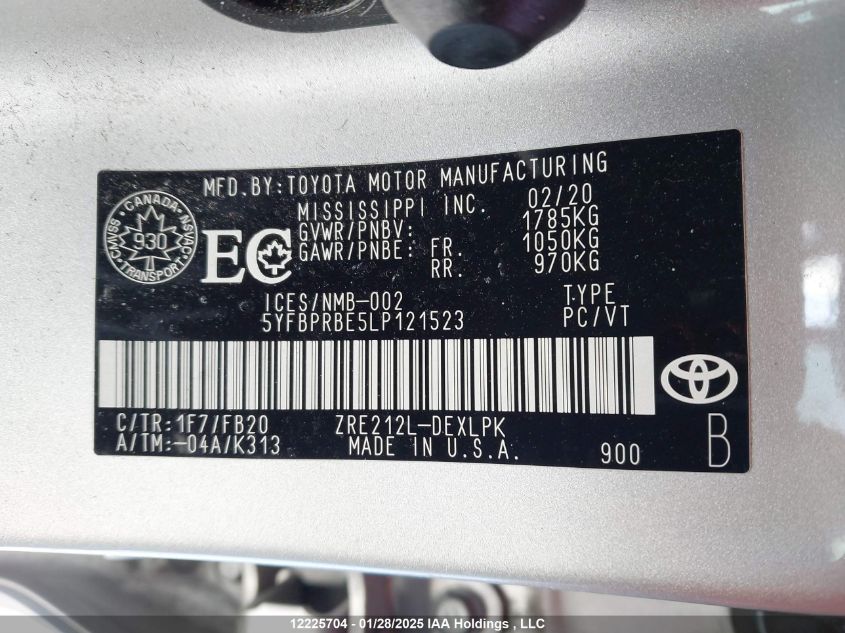 MFD.BY:TOYOTA MOTOR MANUFACTURING
MISSISSIPPI INC. 02/20
GVWR/PNBV: 1785KG
GAWR/PNBE: FR. 1050KG
RR. 970KG
CANADA
CMVSS 930 NSVAC
TRANSPORT
EC
ICES/NMB-002 TYPE
5YFBPRBE5LP121523 PC/VT
C/TR:1F7/FB20 ZRE212L-DEXLPK
A/TM:-04A/K313 MADE IN U.S.A. 900 B
12225704 - 01/28/2025 IAA Holdings , LLC